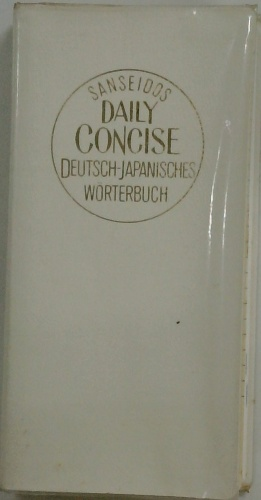 SANSEIDOS
DAILY
CONCISE
DEUTSCH-JAPANISCHES
WÖRTERBUCH